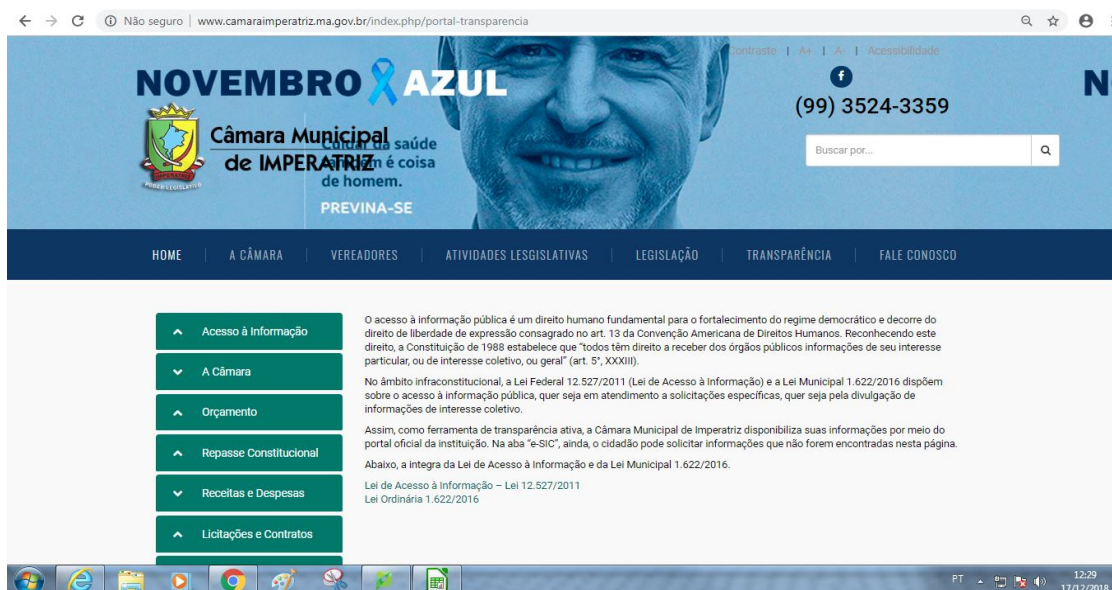 Não seguro | www.camaraimperatriz.ma.gov.br/index.php/portal-transparencia
Contraste | A+ | A- | Acessibilidade
NOVEMBRO AZUL
N
(99) 3524-3359
Câmara Municipal
de IMPERATRIZ
IMPERATRIZ
PODER LEGISLATIVO
Cuidar da saúde
também é coisa
de homem.
PREVINA-SE
Buscar por...
HOME | A CÂMARA | VEREADORES | ATIVIDADES LESGISLATIVAS | LEGISLAÇÃO | TRANSPARÊNCIA | FALE CONOSCO
Acesso à Informação
A Câmara
Orçamento
Repasse Constitucional
Receitas e Despesas
Licitações e Contratos
O acesso à informação pública é um direito humano fundamental para o fortalecimento do regime democrático e decorre do
direito de liberdade de expressão consagrado no art. 13 da Convenção Americana de Direitos Humanos. Reconhecendo este
direito, a Constituição de 1988 estabelece que “todos têm direito a receber dos órgãos públicos informações de seu interesse
particular, ou de interesse coletivo, ou geral” (art. 5°, XXXIII).
No âmbito infraconstitucional, a Lei Federal 12.527/2011 (Lei de Acesso à Informação) e a Lei Municipal 1.622/2016 dispõem
sobre o acesso à informação pública, quer seja em atendimento a solicitações específicas, quer seja pela divulgação de
informações de interesse coletivo.
Assim, como ferramenta de transparência ativa, a Câmara Municipal de Imperatriz disponibiliza suas informações por meio do
portal oficial da instituição. Na aba “e-SIC”, ainda, o cidadão pode solicitar informações que não forem encontradas nesta página.
Abaixo, a integra da Lei de Acesso à Informação e da Lei Municipal 1.622/2016.
Lei de Acesso à Informação – Lei 12.527/2011
Lei Ordinária 1.622/2016
PT
12:29
17/12/2018